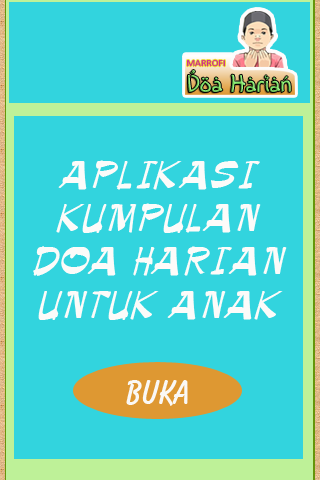 MARROFI
Doa Harian
APLIKASI
KUMPULAN
DOA HARIAN
UNTUK ANAK
BUKA